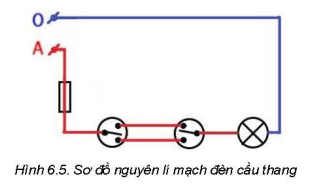 O
A
Hình 6.5. Sơ đồ nguyên lí mạch đèn cầu thang